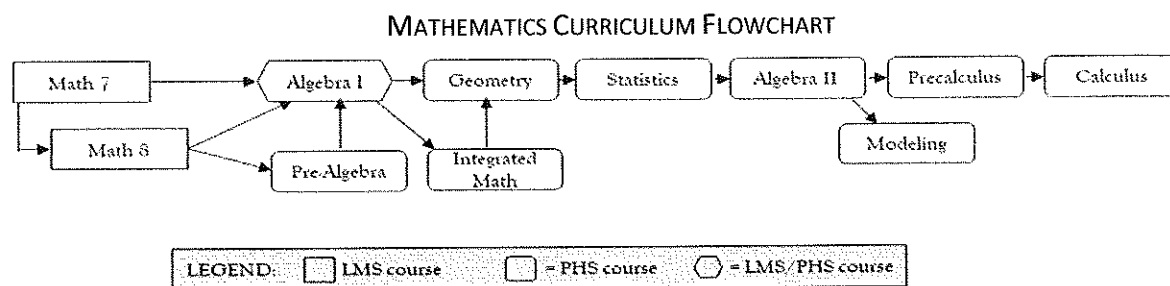 MATHEMATICS CURRICULUM FLOWCHART
Math 7
Algebra I
Geometry
Statistics
Algebra II
Precalculus
Calculus
Math 8
Pre-Algebra
Integrated
Math
Modeling
LEGEND: LMS course = PHS course = LMS/PHS course